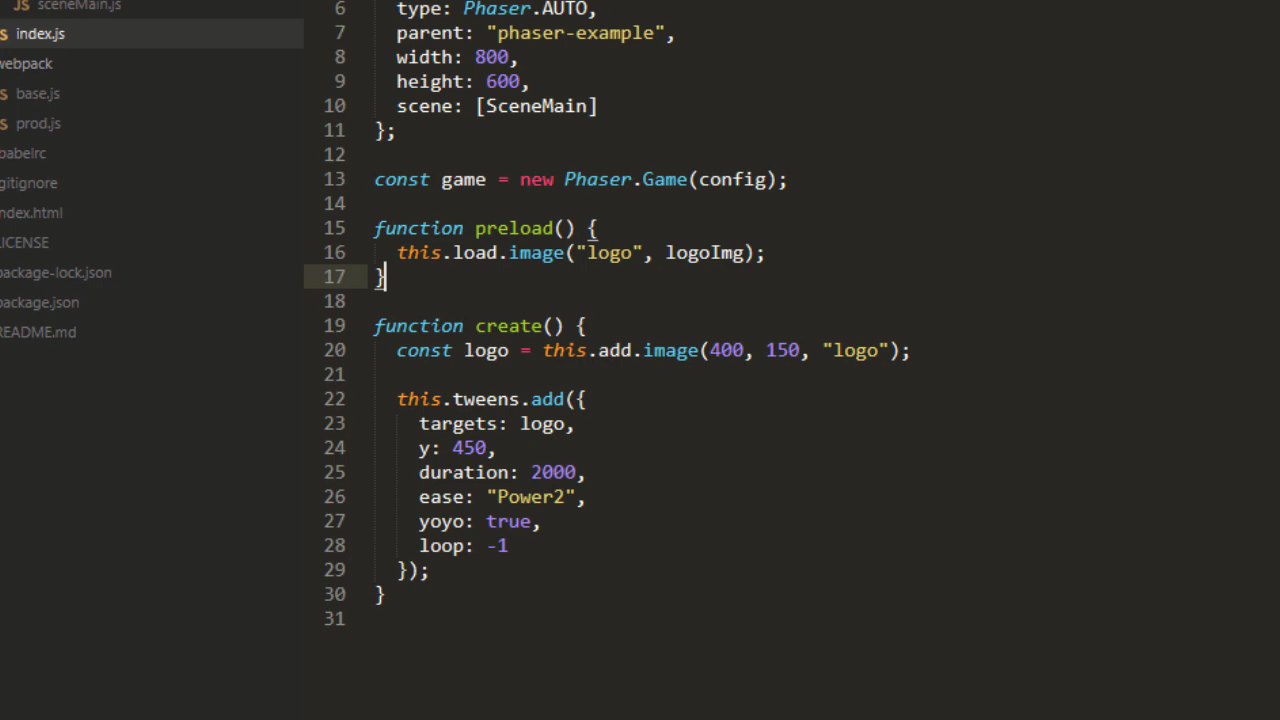 sceneMain.js
JS index.js
webpack
base.js
prod.js
babelrc
gitignore
index.html
LICENSE
package-lock.json
package.json
README.md
6 type: Phaser.AUTO,
7 parent: "phaser-example",
8 width: 800,
9 height: 600,
10 scene: [SceneMain]
11 };
12
13 const game = new Phaser.Game(config);
14
15 function preload() {
16 this.load.image("logo", logoImg);
17 }
18
19 function create() {
20 const logo = this.add.image(400, 150, "logo");
21
22 this.tweens.add({
23 targets: logo,
24 y: 450,
25 duration: 2000,
26 ease: "Power2",
27 yoyo: true,
28 loop: -1
29 });
30 }
31